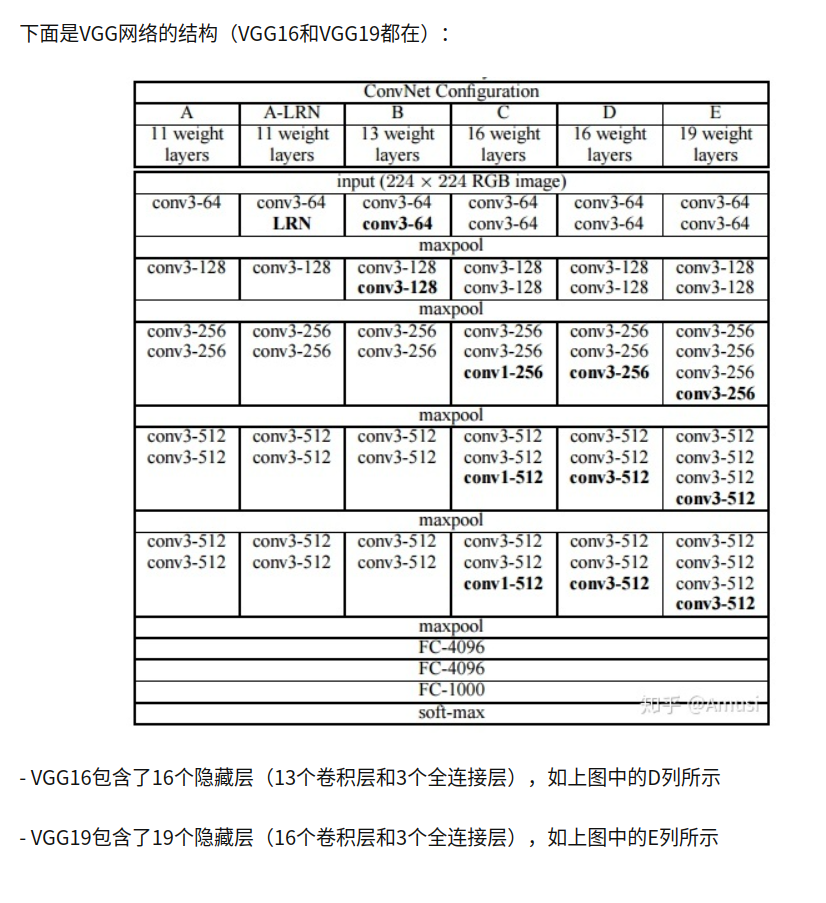 下面是VGG网络的结构（VGG16和VGG19都在）：
ConvNet Configuration
A A-LRN B C D E
11 weight 11 weight 13 weight 16 weight 16 weight 19 weight
layers layers layers layers layers layers
input (224 × 224 RGB image)
conv3-64 conv3-64 conv3-64 conv3-64 conv3-64 conv3-64
LRN conv3-64 conv3-64 conv3-64 conv3-64
maxpool
conv3-128 conv3-128 conv3-128 conv3-128 conv3-128 conv3-128
conv3-128 conv3-128 conv3-128 conv3-128
maxpool
conv3-256 conv3-256 conv3-256 conv3-256 conv3-256 conv3-256
conv3-256 conv3-256 conv3-256 conv3-256 conv3-256 conv3-256
conv1-256 conv3-256 conv3-256
conv3-256
maxpool
conv3-512 conv3-512 conv3-512 conv3-512 conv3-512 conv3-512
conv3-512 conv3-512 conv3-512 conv3-512 conv3-512 conv3-512
conv1-512 conv3-512 conv3-512
conv3-512
maxpool
conv3-512 conv3-512 conv3-512 conv3-512 conv3-512 conv3-512
conv3-512 conv3-512 conv3-512 conv3-512 conv3-512 conv3-512
conv1-512 conv3-512 conv3-512
conv3-512
maxpool
FC-4096
FC-4096
FC-1000
soft-max
知乎 @Amusi
- VGG16包含了16个隐藏层（13个卷积层和3个全连接层），如上图中的D列所示
- VGG19包含了19个隐藏层（16个卷积层和3个全连接层），如上图中的E列所示